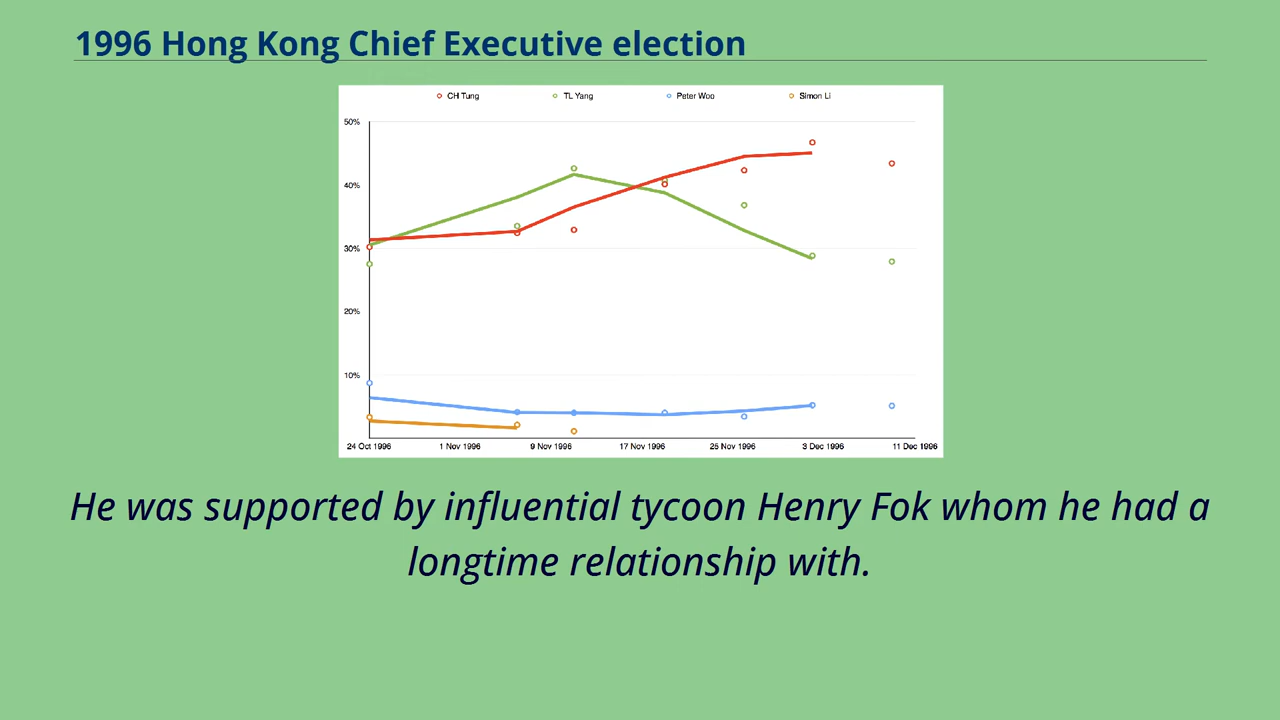 1996 Hong Kong Chief Executive election
CH Tung TL Yang Peter Woo Simon Li
50%
40%
30%
20%
10%
24 Oct 1996 1 Nov 1996 9 Nov 1996 17 Nov 1996 25 Nov 1996 3 Dec 1996 11 Dec 1996
He was supported by influential tycoon Henry Fok whom he had a
longtime relationship with.